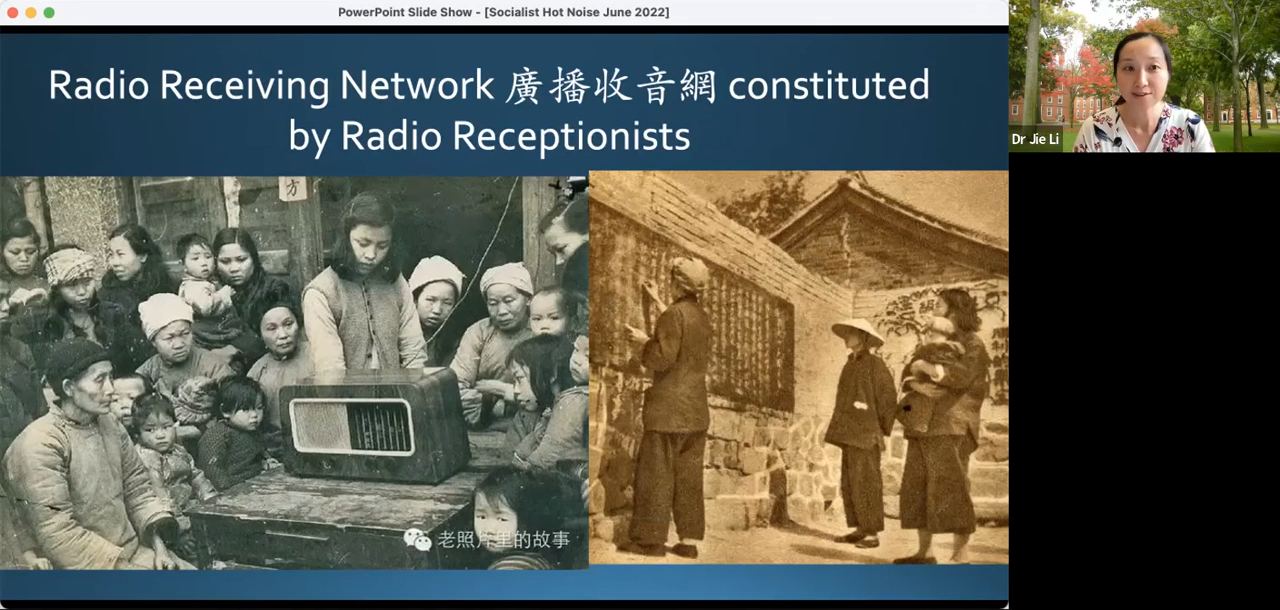 PowerPoint Slide Show - [Socialist Hot Noise June 2022]
Radio Receiving Network 廣播收音網 constituted
by Radio Receptionists
Dr Jie Li
方
老照片里的故事